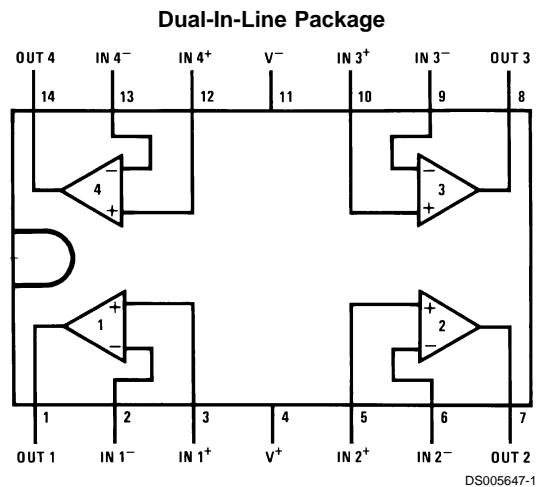 Dual-In-Line Package
OUT 4 IN 4⁻ IN 4⁺ V⁻ IN 3⁺ IN 3⁻ OUT 3
14 13 12 11 10 9 8
− −
4 3
+ +
+ +
1 2
− −
1 2 3 4 5 6 7
OUT 1 IN 1⁻ IN 1⁺ V⁺ IN 2⁺ IN 2⁻ OUT 2
DS005647-1